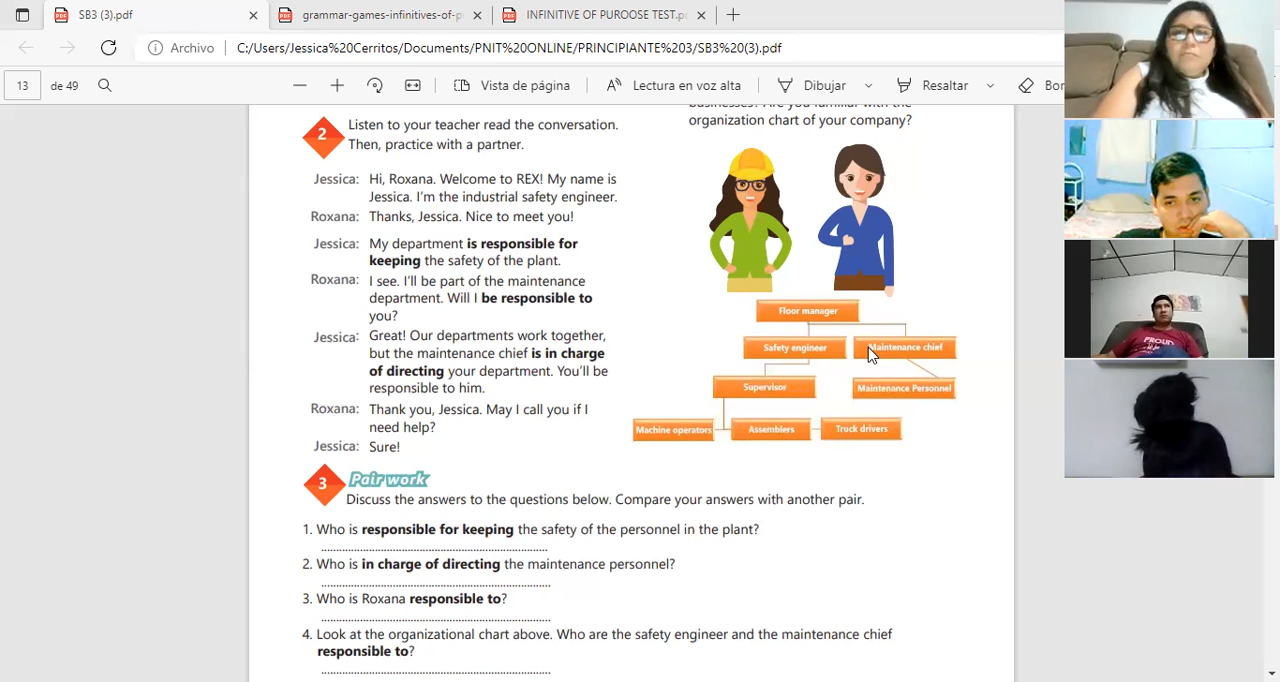 SB3 (3).pdf
grammar-games-infinitives-of-p
INFINITIVE OF PUROOSE TEST.p
Archivo
C:/Users/Jessica%20Cerritos/Documents/PNIT%20ONLINE/PRINCIPIANTE%203/SB3%20(3).pdf
13 de 49
Vista de página
Lectura en voz alta
Dibujar
Resaltar
Bor
businesses? Are you familiar with the
organization chart of your company?
2
Listen to your teacher read the conversation.
Then, practice with a partner.
Jessica: Hi, Roxana. Welcome to REX! My name is
Jessica. I'm the industrial safety engineer.
Roxana: Thanks, Jessica. Nice to meet you!
Jessica: My department is responsible for
keeping the safety of the plant.
Roxana: I see. I'll be part of the maintenance
department. Will I be responsible to
you?
Jessica: Great! Our departments work together,
but the maintenance chief is in charge
of directing your department. You'll be
responsible to him.
Roxana: Thank you, Jessica. May I call you if I
need help?
Jessica: Sure!
Floor manager
Safety engineer
Maintenance chief
Supervisor
Maintenance Personnel
Machine operators
Assemblers
Truck drivers
3
Pair work
Discuss the answers to the questions below. Compare your answers with another pair.
1. Who is responsible for keeping the safety of the personnel in the plant?
2. Who is in charge of directing the maintenance personnel?
3. Who is Roxana responsible to?
4. Look at the organizational chart above. Who are the safety engineer and the maintenance chief
responsible to?
PROUD